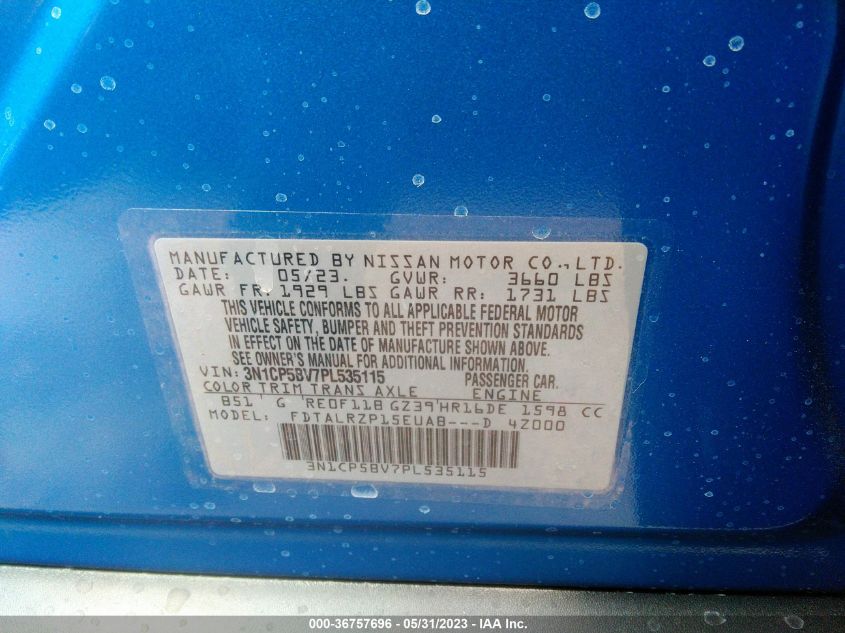 MANUFACTURED BY NISSAN MOTOR CO., LTD.
DATE: 05/23. GVWR: 3660 LBS
GAWR FR: 1929 LBS GAWR RR: 1731 LBS
THIS VEHICLE CONFORMS TO ALL APPLICABLE FEDERAL MOTOR
VEHICLE SAFETY, BUMPER AND THEFT PREVENTION STANDARDS
IN EFFECT ON THE DATE OF MANUFACTURE SHOWN ABOVE.
SEE OWNER'S MANUAL FOR ADDITIONAL INFORMATION.
VIN: 3N1CP5BV7PL535115 PASSENGER CAR.
COLOR TRIM TRANS AXLE ENGINE
B51 G RE0F11B GZ39 HR16DE 1598 CC
MODEL: FDTALRZP15EUAB---D 4Z000
3N1CP5BV7PL535115
000-36757696 - 05/31/2023 - IAA Inc.